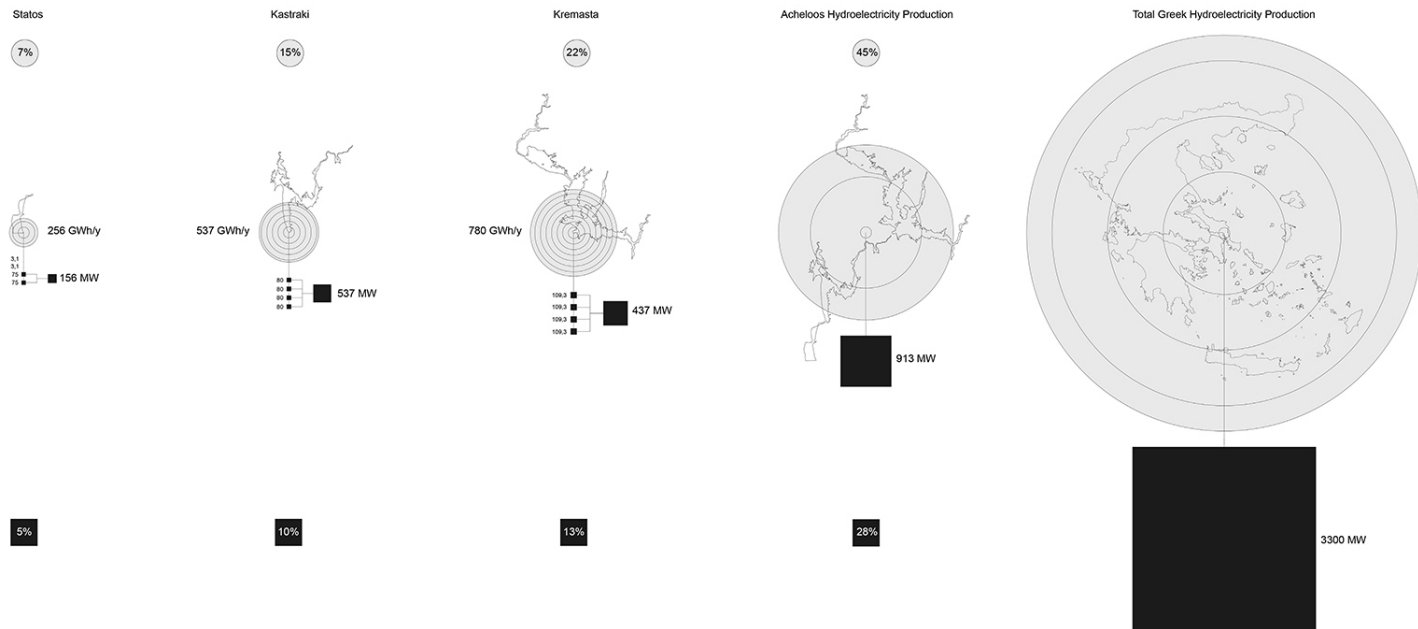 Statos
7%
256 GWh/y
3,1
3,1
75
75
156 MW
5%
Kastraki
15%
537 GWh/y
80
80
80
80
537 MW
10%
Kremasta
22%
780 GWh/y
109,3
109,3
109,3
109,3
437 MW
13%
Acheloos Hydroelectricity Production
45%
913 MW
28%
Total Greek Hydroelectricity Production
3300 MW